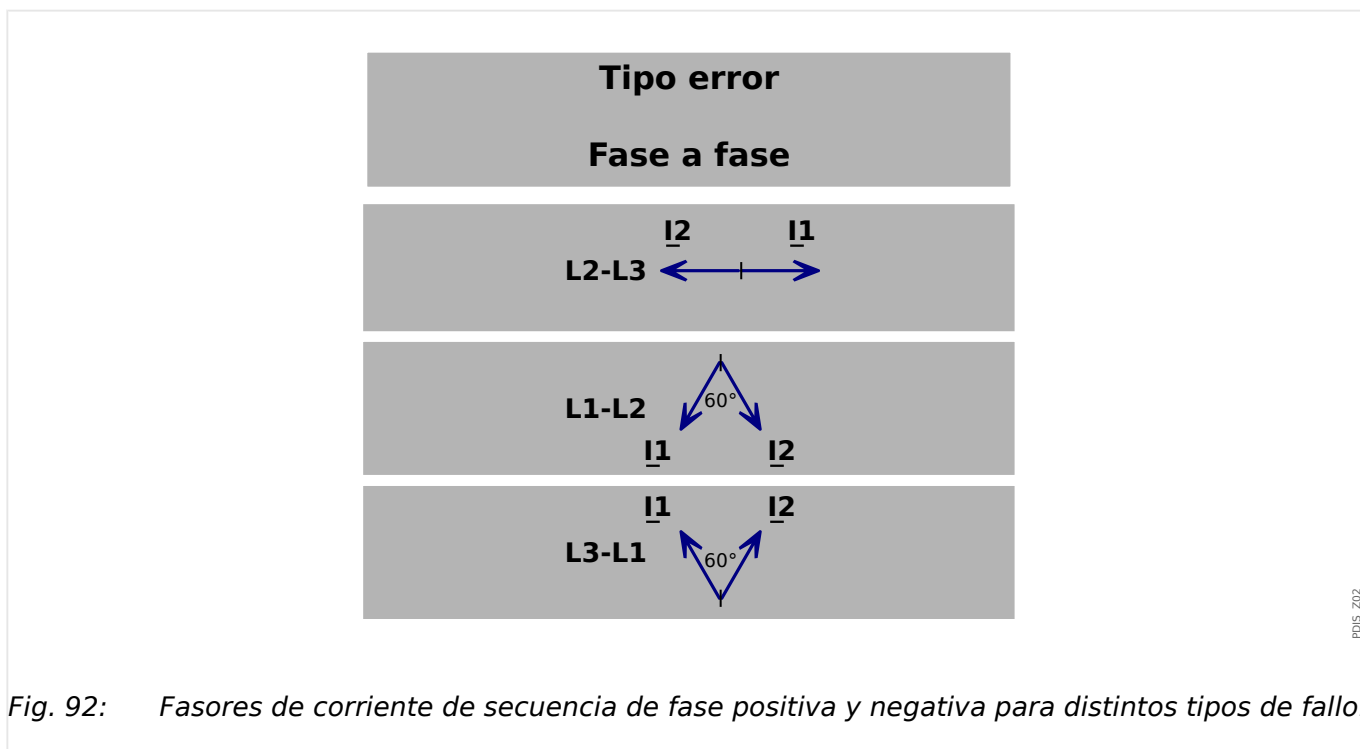 Tipo error
Fase a fase
I2 I1
L2-L3
60°
L1-L2
I1 I2
I1 I2
L3-L1
60°
PDIS_Z02
Fig. 92: Fasores de corriente de secuencia de fase positiva y negativa para distintos tipos de fallo